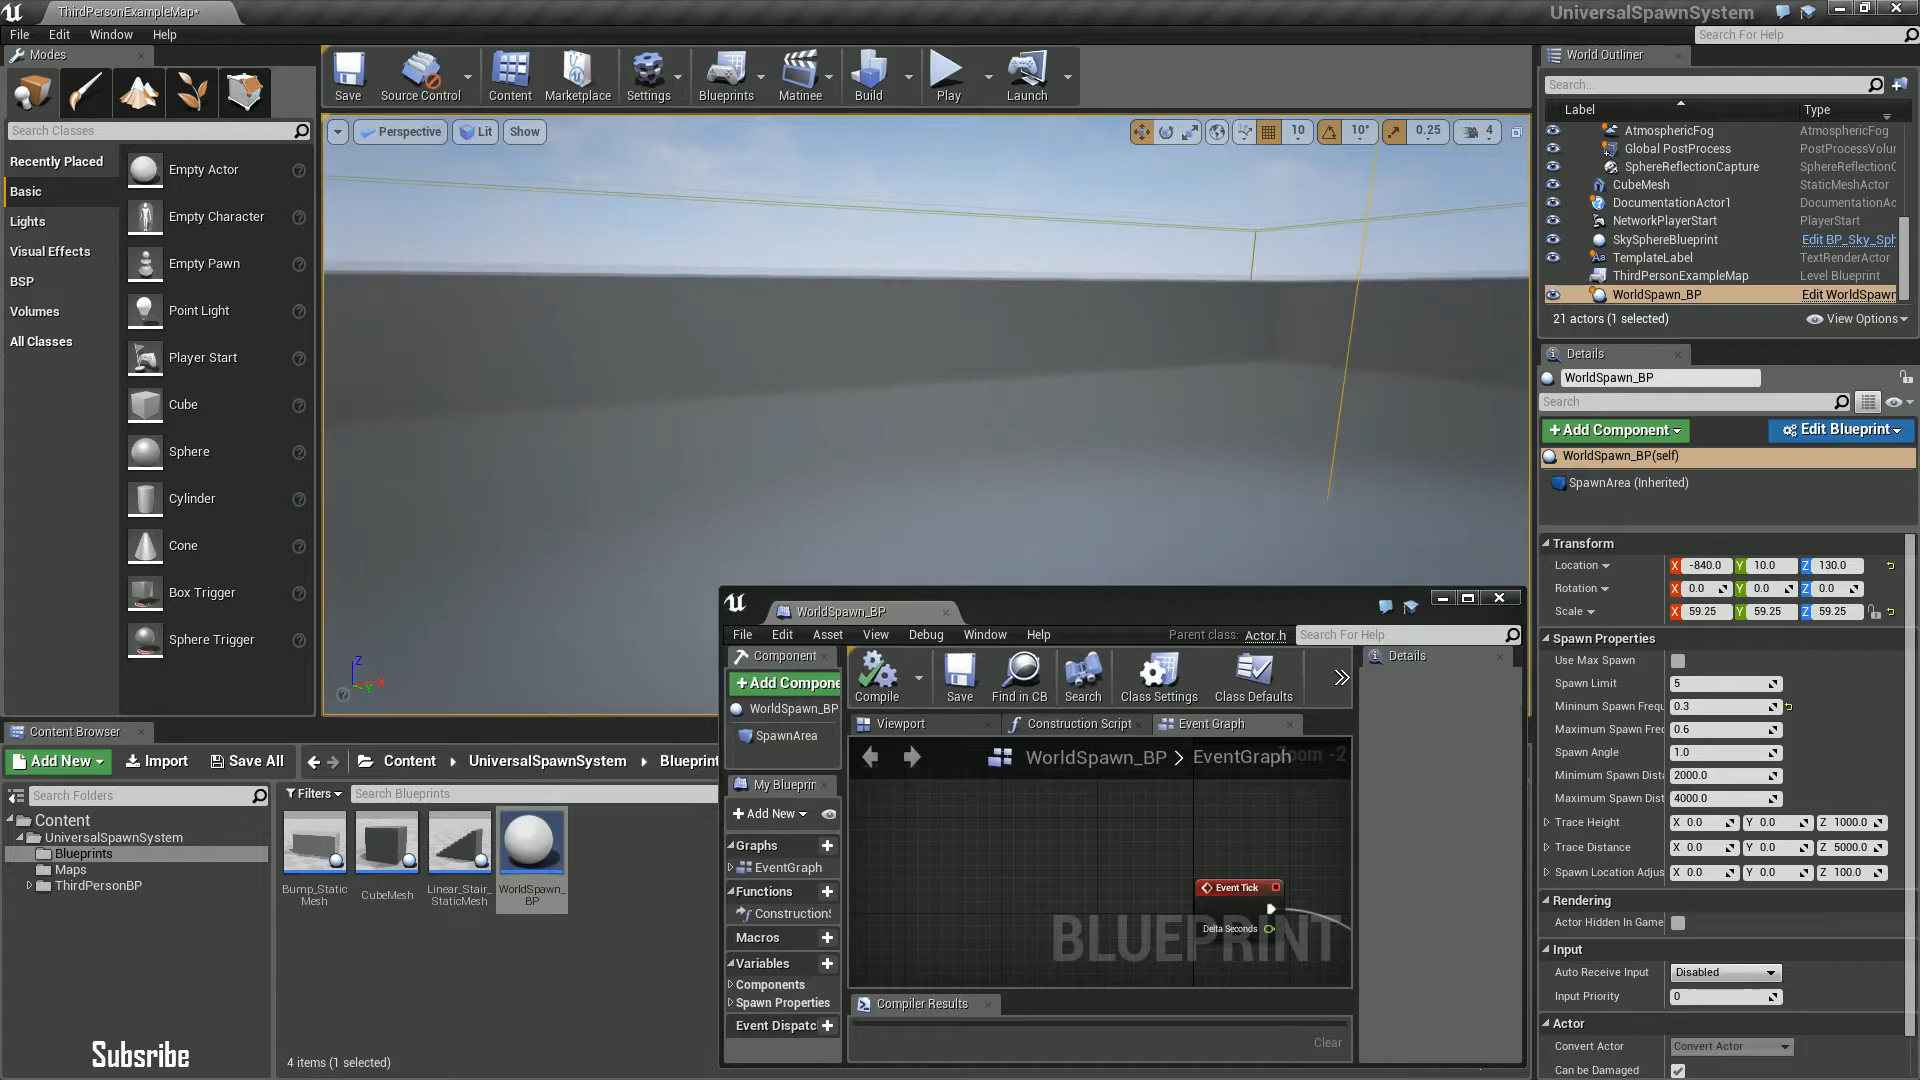 ThirdPersonExampleMap*
UniversalSpawnSystem
File Edit Window Help
Search For Help
Modes
Search Classes
Recently Placed
Basic
Lights
Visual Effects
BSP
Volumes
All Classes
Empty Actor
Empty Character
Empty Pawn
Point Light
Player Start
Cube
Sphere
Cylinder
Cone
Box Trigger
Sphere Trigger
Save Source Control Content Marketplace Settings Blueprints Matinee Build Play Launch
Perspective Lit Show
10 10° 0.25 4
World Outliner
Search...
Label Type
AtmosphericFog AtmosphericFog
Global PostProcess PostProcessVolur
SphereReflectionCapture SphereReflectionC
CubeMesh StaticMeshActor
DocumentationActor1 DocumentationAc
NetworkPlayerStart PlayerStart
SkySphereBlueprint Edit BP_Sky_Sph
TemplateLabel TextRenderActor
ThirdPersonExampleMap Level Blueprint
WorldSpawn_BP Edit WorldSpawn
21 actors (1 selected) View Options
Details
WorldSpawn_BP
Search
+Add Component Edit Blueprint
WorldSpawn_BP(self)
SpawnArea (Inherited)
Transform
Location X -840.0 Y 10.0 Z 130.0
Rotation X 0.0 Y 0.0 Z 0.0
Scale X 59.25 Y 59.25 Z 59.25
Spawn Properties
Use Max Spawn
Spawn Limit 5
Minimum Spawn Frequ 0.3
Maximum Spawn Frec 0.6
Spawn Angle 1.0
Minimum Spawn Dista 2000.0
Maximum Spawn Dist 4000.0
Trace Height X 0.0 Y 0.0 Z 1000.0
Trace Distance X 0.0 Y 0.0 Z 5000.0
Spawn Location Adjus X 0.0 Y 0.0 Z 100.0
Rendering
Actor Hidden In Game
Input
Auto Receive Input Disabled
Input Priority 0
Actor
Convert Actor Convert Actor
Can be Damaged
Z
X
Y
Content Browser
Add New Import Save All Content UniversalSpawnSystem Blueprint
Search Folders
Filters Search Blueprints
Content
UniversalSpawnSystem
Blueprints
Maps
ThirdPersonBP
Bump_Static
Mesh
CubeMesh
Linear_Stair_
StaticMesh
WorldSpawn_
BP
4 items (1 selected)
Subsribe
WorldSpawn_BP
File Edit Asset View Debug Window Help
Parent class: Actor.h
Search For Help
Component
+Add Compone
WorldSpawn_BP
SpawnArea
Compile Save Find in CB Search Class Settings Class Defaults
Details
Viewport Construction Script Event Graph
WorldSpawn_BP > EventGraph
Zoom -2
My Blueprin
+Add New
Graphs
EventGraph
Functions
ConstructionS
Macros
Variables
Components
Spawn Properties
Event Dispatc
Event Tick
Delta Seconds
BLUEPRINT
Compiler Results
Clear